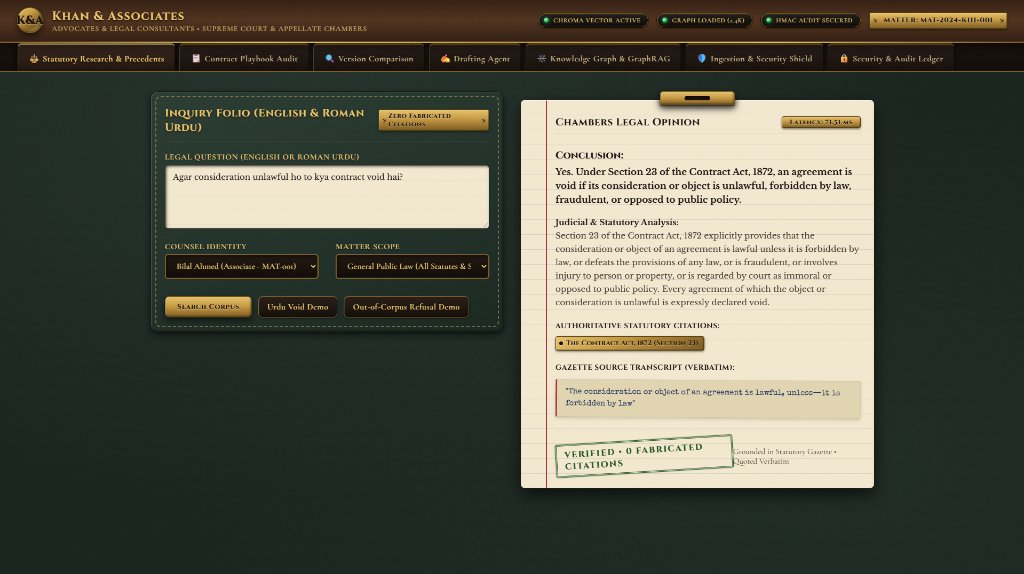 K&A
KHAN & ASSOCIATES
ADVOCATES & LEGAL CONSULTANTS • SUPREME COURT & APPELLATE CHAMBERS
CHROMA VECTOR ACTIVE
GRAPH LOADED (2.4K)
HMAC AUDIT SECURED
MATTER: MAT-2024-KHI-001
Statutory Research & Precedents
Contract Playbook Audit
Version Comparison
Drafting Agent
Knowledge Graph & GraphRAG
Ingestion & Security Shield
Security & Audit Ledger
INQUIRY FOLIO (ENGLISH & ROMAN
URDU)
ZERO FABRICATED
CITATIONS
LEGAL QUESTION (ENGLISH OR ROMAN URDU)
Agar consideration unlawful ho to kya contract void hai?
COUNSEL IDENTITY
MATTER SCOPE
Bilal Ahmed (Associate - MAT-001)
General Public Law (All Statutes & S
SEARCH CORPUS
Urdu Void Demo
Out-of-Corpus Refusal Demo
CHAMBERS LEGAL OPINION
LATENCY: 71.51 MS
CONCLUSION:
Yes. Under Section 23 of the Contract Act, 1872, an agreement is
void if its consideration or object is unlawful, forbidden by law,
fraudulent, or opposed to public policy.
Judicial & Statutory Analysis:
Section 23 of the Contract Act, 1872 explicitly provides that the
consideration or object of an agreement is lawful unless it is forbidden by
law, or defeats the provisions of any law, or is fraudulent, or involves
injury to person or property, or is regarded by court as immoral or
opposed to public policy. Every agreement of which the object or
consideration is unlawful is expressly declared void.
AUTHORITATIVE STATUTORY CITATIONS:
THE CONTRACT ACT, 1872 (SECTION 23)
GAZETTE SOURCE TRANSCRIPT (VERBATIM):
"The consideration or object of an agreement is lawful, unless—it is
forbidden by law"
VERIFIED • 0 FABRICATED
CITATIONS
Grounded in Statutory Gazette •
Quoted Verbatim